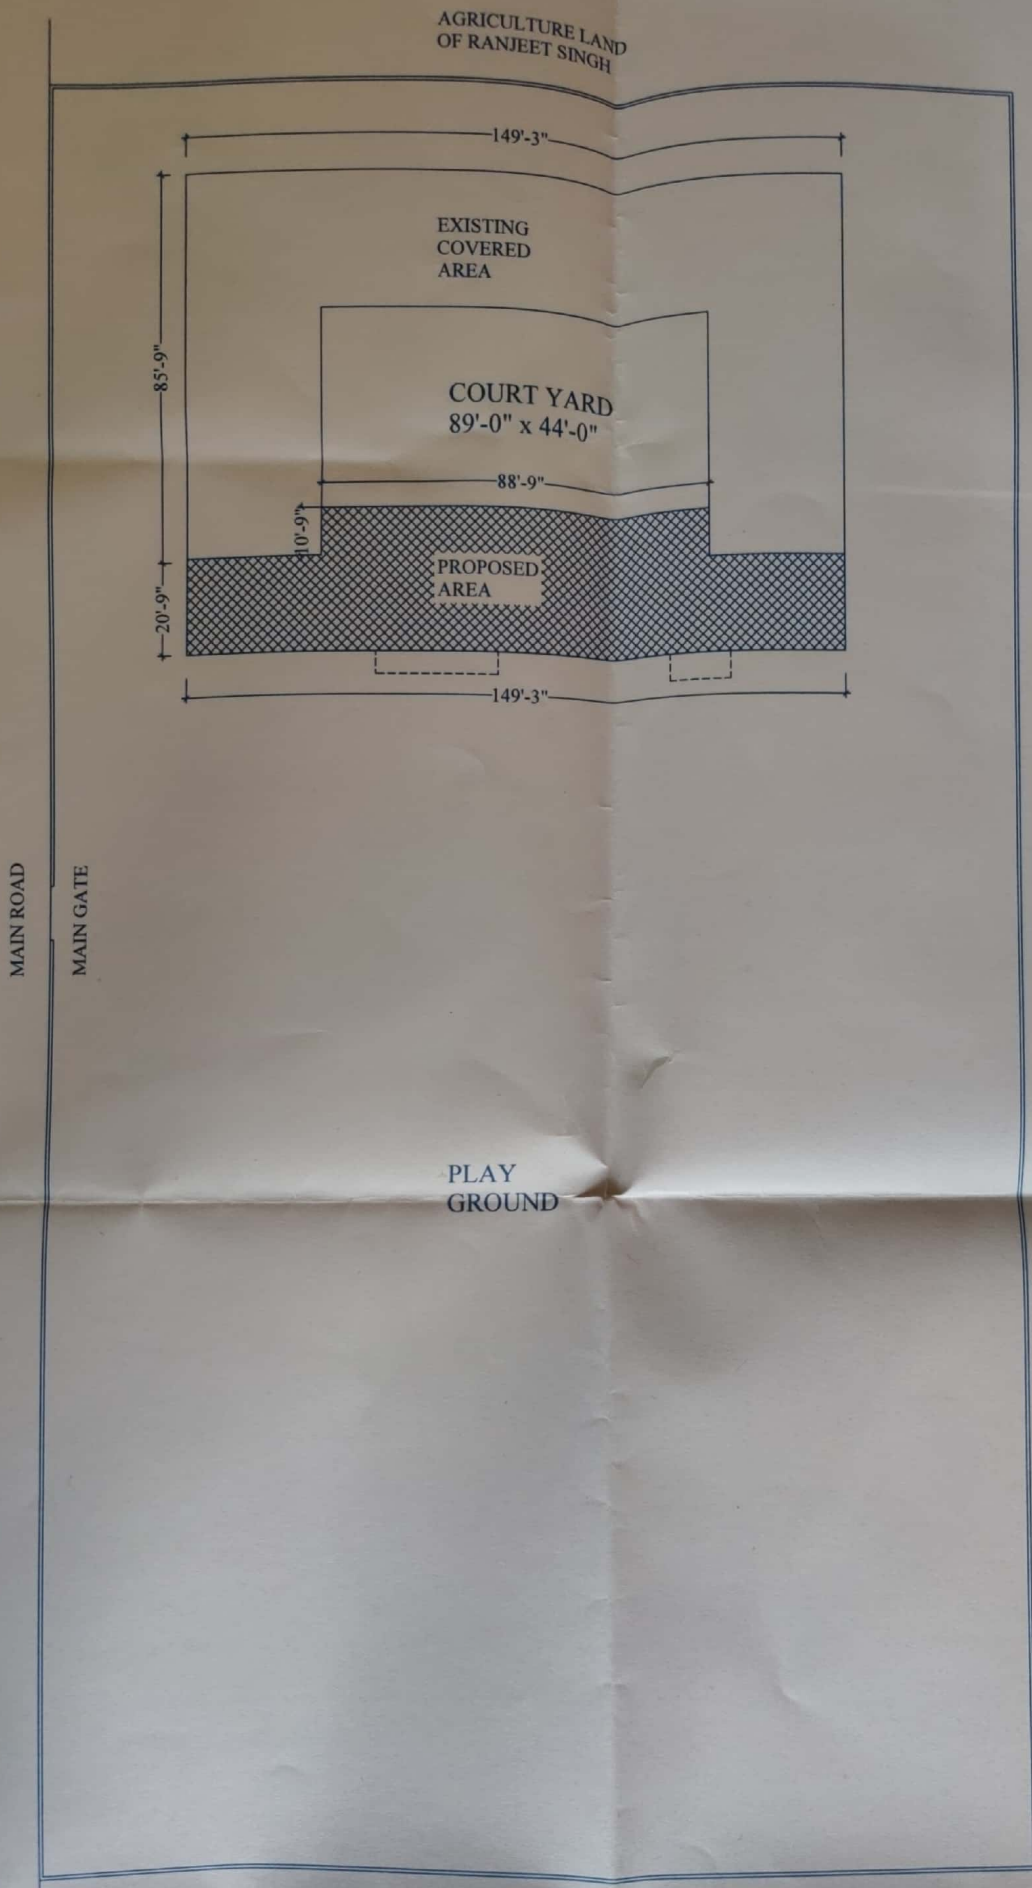 AGRICULTURE LAND
OF RANJEET SINGH
149'-3"
EXISTING
COVERED
AREA
85'-9"
COURT YARD
89'-0" x 44'-0"
88'-9"
10'-9"
PROPOSED
AREA
20'-9"
149'-3"
MAIN ROAD
MAIN GATE
PLAY
GROUND